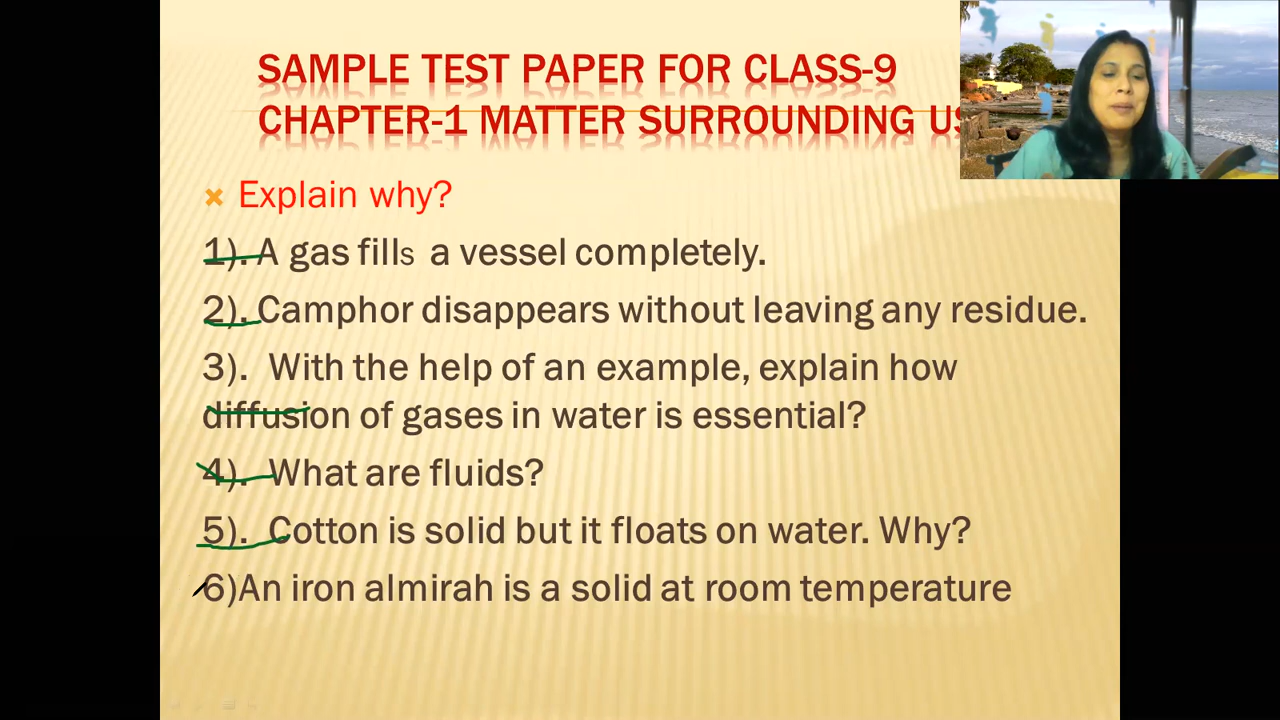 SAMPLE TEST PAPER FOR CLASS-9
CHAPTER-1 MATTER SURROUNDING US
Explain why?
1). A gas fills a vessel completely.
2). Camphor disappears without leaving any residue.
3). With the help of an example, explain how
diffusion of gases in water is essential?
4). What are fluids?
5). Cotton is solid but it floats on water. Why?
6)An iron almirah is a solid at room temperature